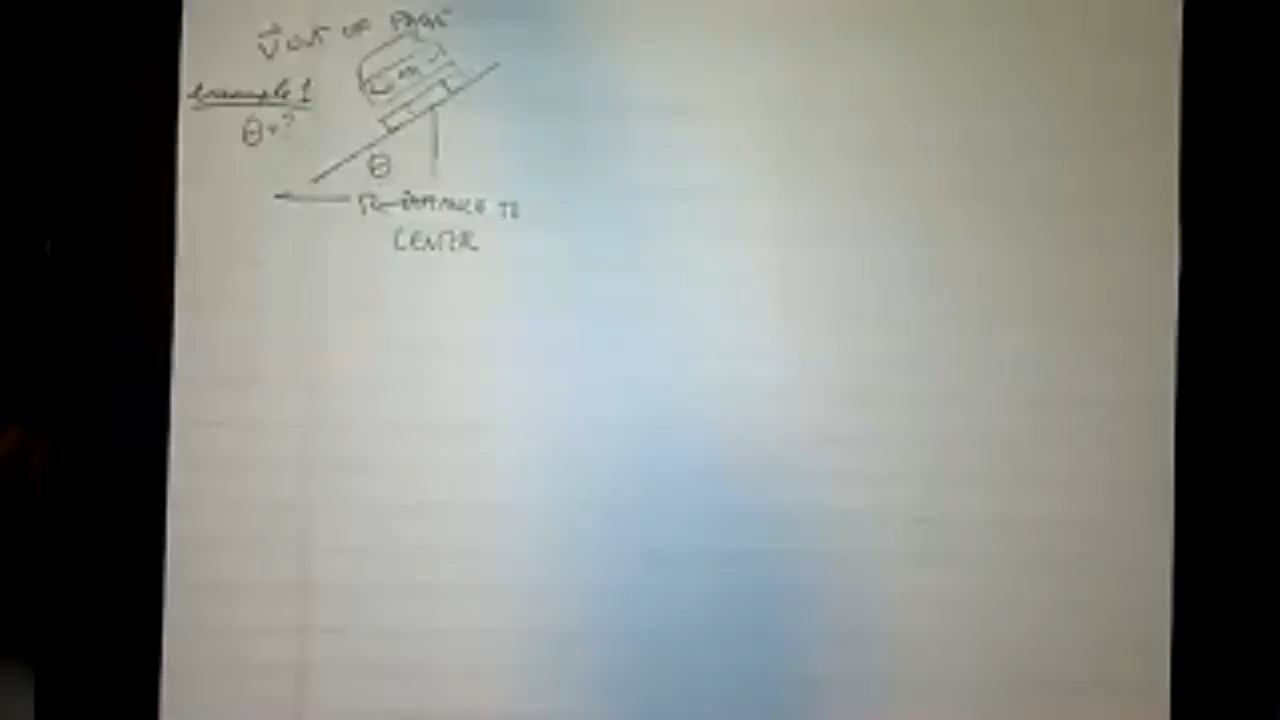 V OUT OF PAGE
Example 1
m
θ = ?
θ
R - DISTANCE TO
CENTER